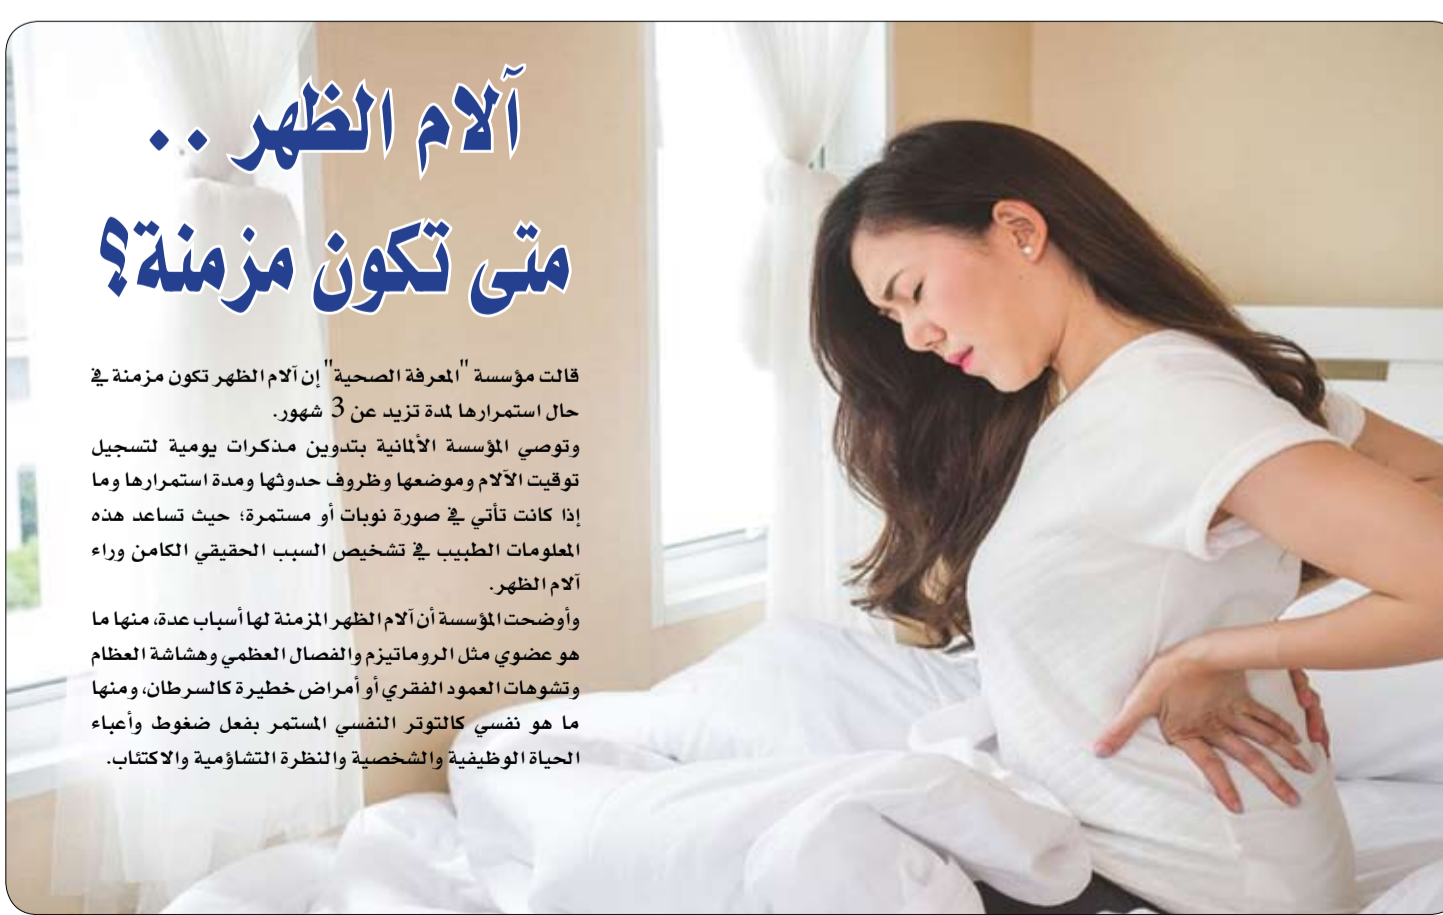 آلام الظهر ..
متى تكون مزمنة؟
قالت مؤسسة "المعرفة الصحية" إن آلام الظهر تكون مزمنة في
حال استمرارها لمدة تزيد عن 3 شهور.
وتوصي المؤسسة الألمانية بتدوين مذكرات يومية لتسجيل
توقيت الآلام وموضعها وظروف حدوثها ومدة استمرارها وما
إذا كانت تأتي في صورة نوبات أو مستمرة؛ حيث تساعد هذه
المعلومات الطبيب في تشخيص السبب الحقيقي الكامن وراء
آلام الظهر.
وأوضحت المؤسسة أن آلام الظهر المزمنة لها أسباب عدة، منها ما
هو عضوي مثل الروماتيزم والفصال العظمي وهشاشة العظام
وتشوهات العمود الفقري أو أمراض خطيرة كالسرطان، ومنها
ما هو نفسي كالتوتر النفسي المستمر بفعل ضغوط وأعباء
الحياة الوظيفية والشخصية والنظرة التشاؤمية والاكتئاب.